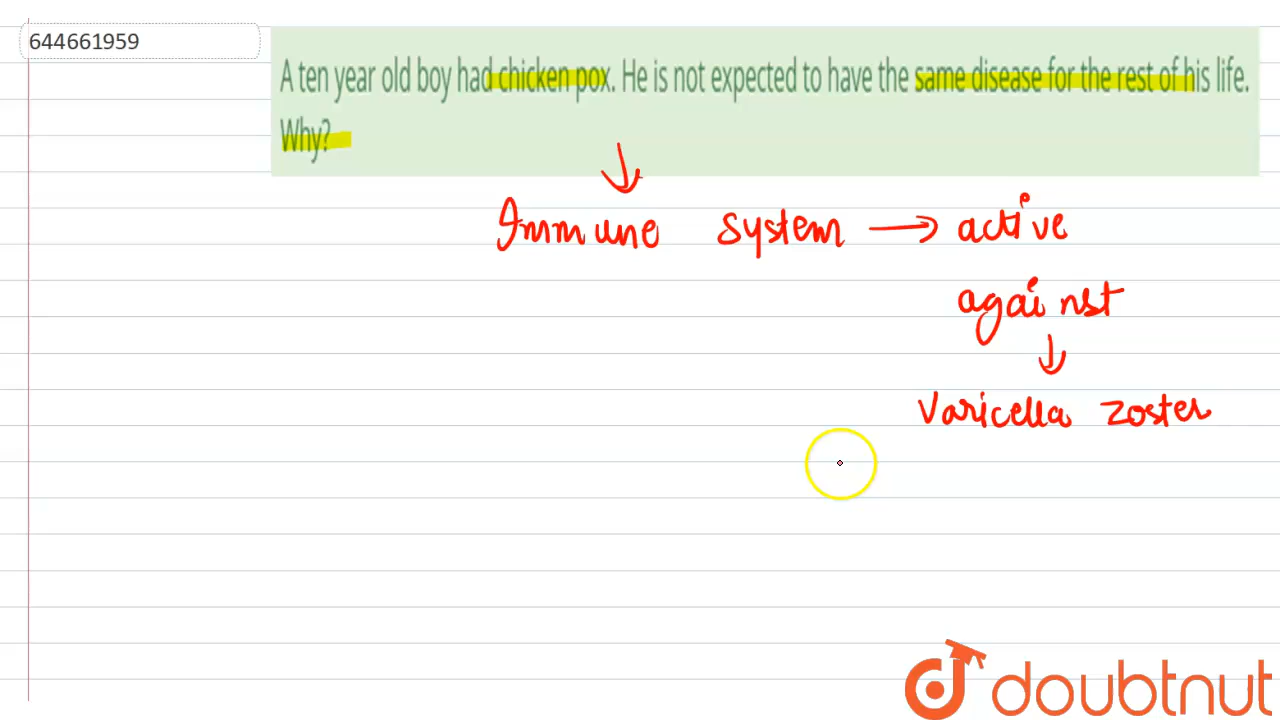 644661959
A ten year old boy had chicken pox. He is not expected to have the same disease for the rest of his life.
Why?
Immune system → active
against
Varicella zoster
doubtnut